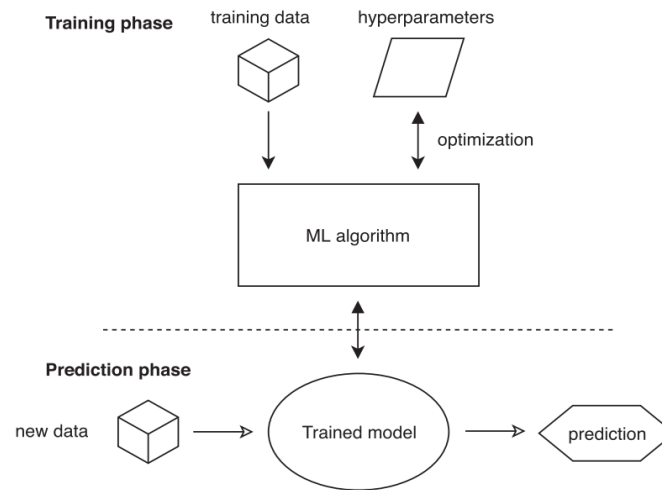 Training phase
training data
hyperparameters
optimization
ML algorithm
Prediction phase
new data
Trained model
prediction